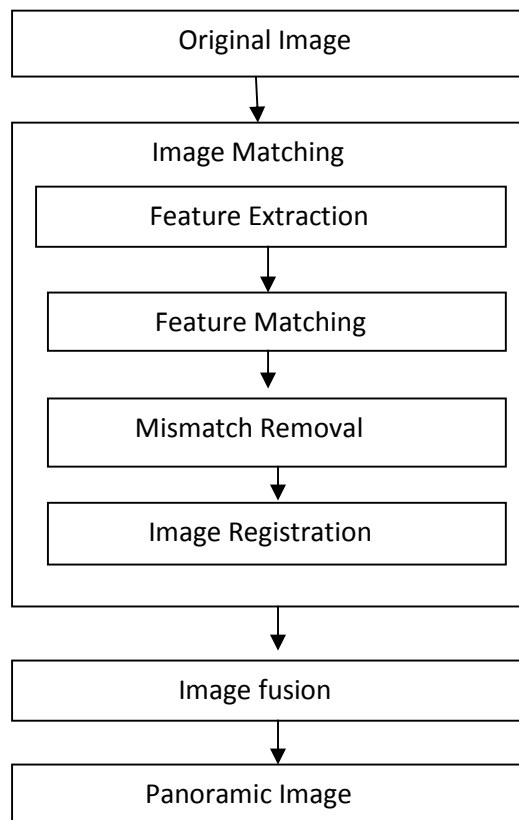 Original Image
Image Matching
Feature Extraction
Feature Matching
Mismatch Removal
Image Registration
Image fusion
Panoramic Image